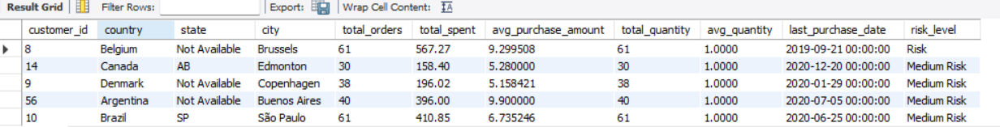 Result Grid Filter Rows: Export: Wrap Cell Content:
customer_id country state city total_orders total_spent avg_purchase_amount total_quantity avg_quantity last_purchase_date risk_level
8 Belgium Not Available Brussels 61 567.27 9.299508 61 1.0000 2019-09-21 00:00:00 Risk
14 Canada AB Edmonton 30 158.40 5.280000 30 1.0000 2020-12-20 00:00:00 Medium Risk
9 Denmark Not Available Copenhagen 38 196.02 5.158421 38 1.0000 2020-01-29 00:00:00 Medium Risk
56 Argentina Not Available Buenos Aires 40 396.00 9.900000 40 1.0000 2020-07-05 00:00:00 Medium Risk
10 Brazil SP São Paulo 61 410.85 6.735246 61 1.0000 2020-06-25 00:00:00 Medium Risk